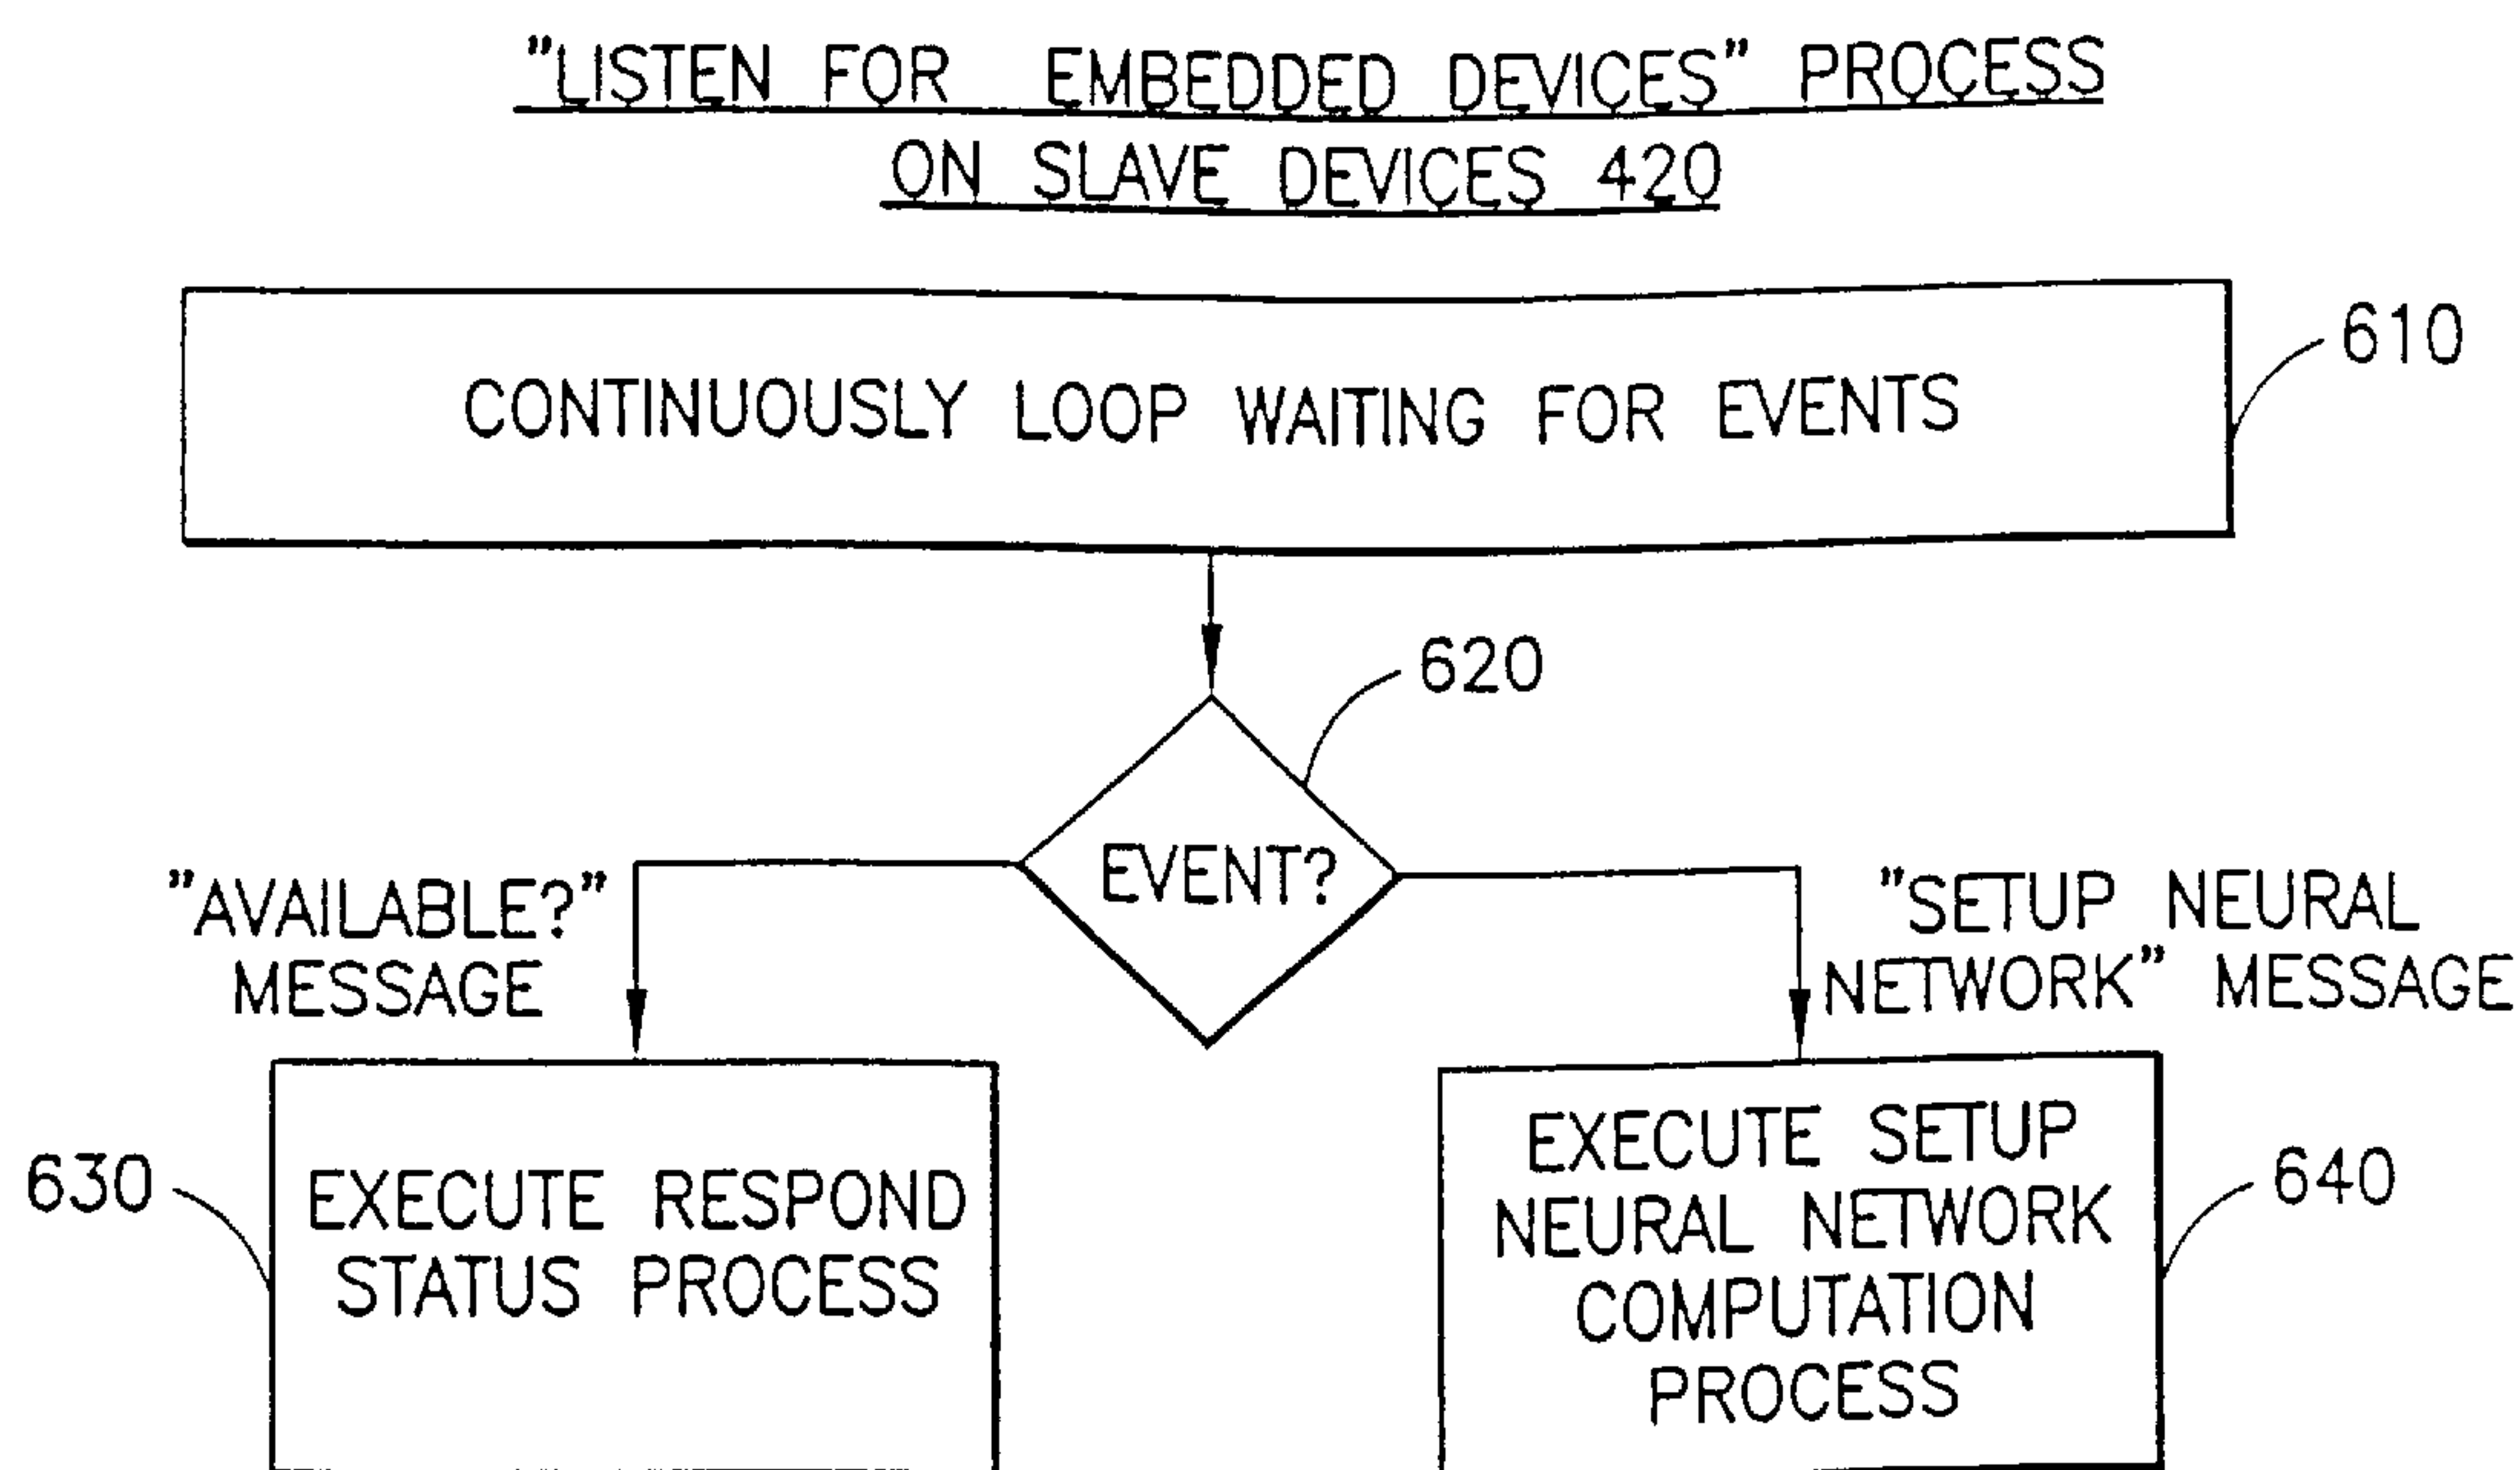 "LISTEN FOR EMBEDDED DEVICES" PROCESS
ON SLAVE DEVICES 420
610
CONTINUOUSLY LOOP WAITING FOR EVENTS
620
EVENT?
"AVAILABLE?"
MESSAGE
"SETUP NEURAL
NETWORK" MESSAGE
630
EXECUTE RESPOND
STATUS PROCESS
EXECUTE SETUP
NEURAL NETWORK
COMPUTATION
PROCESS
640